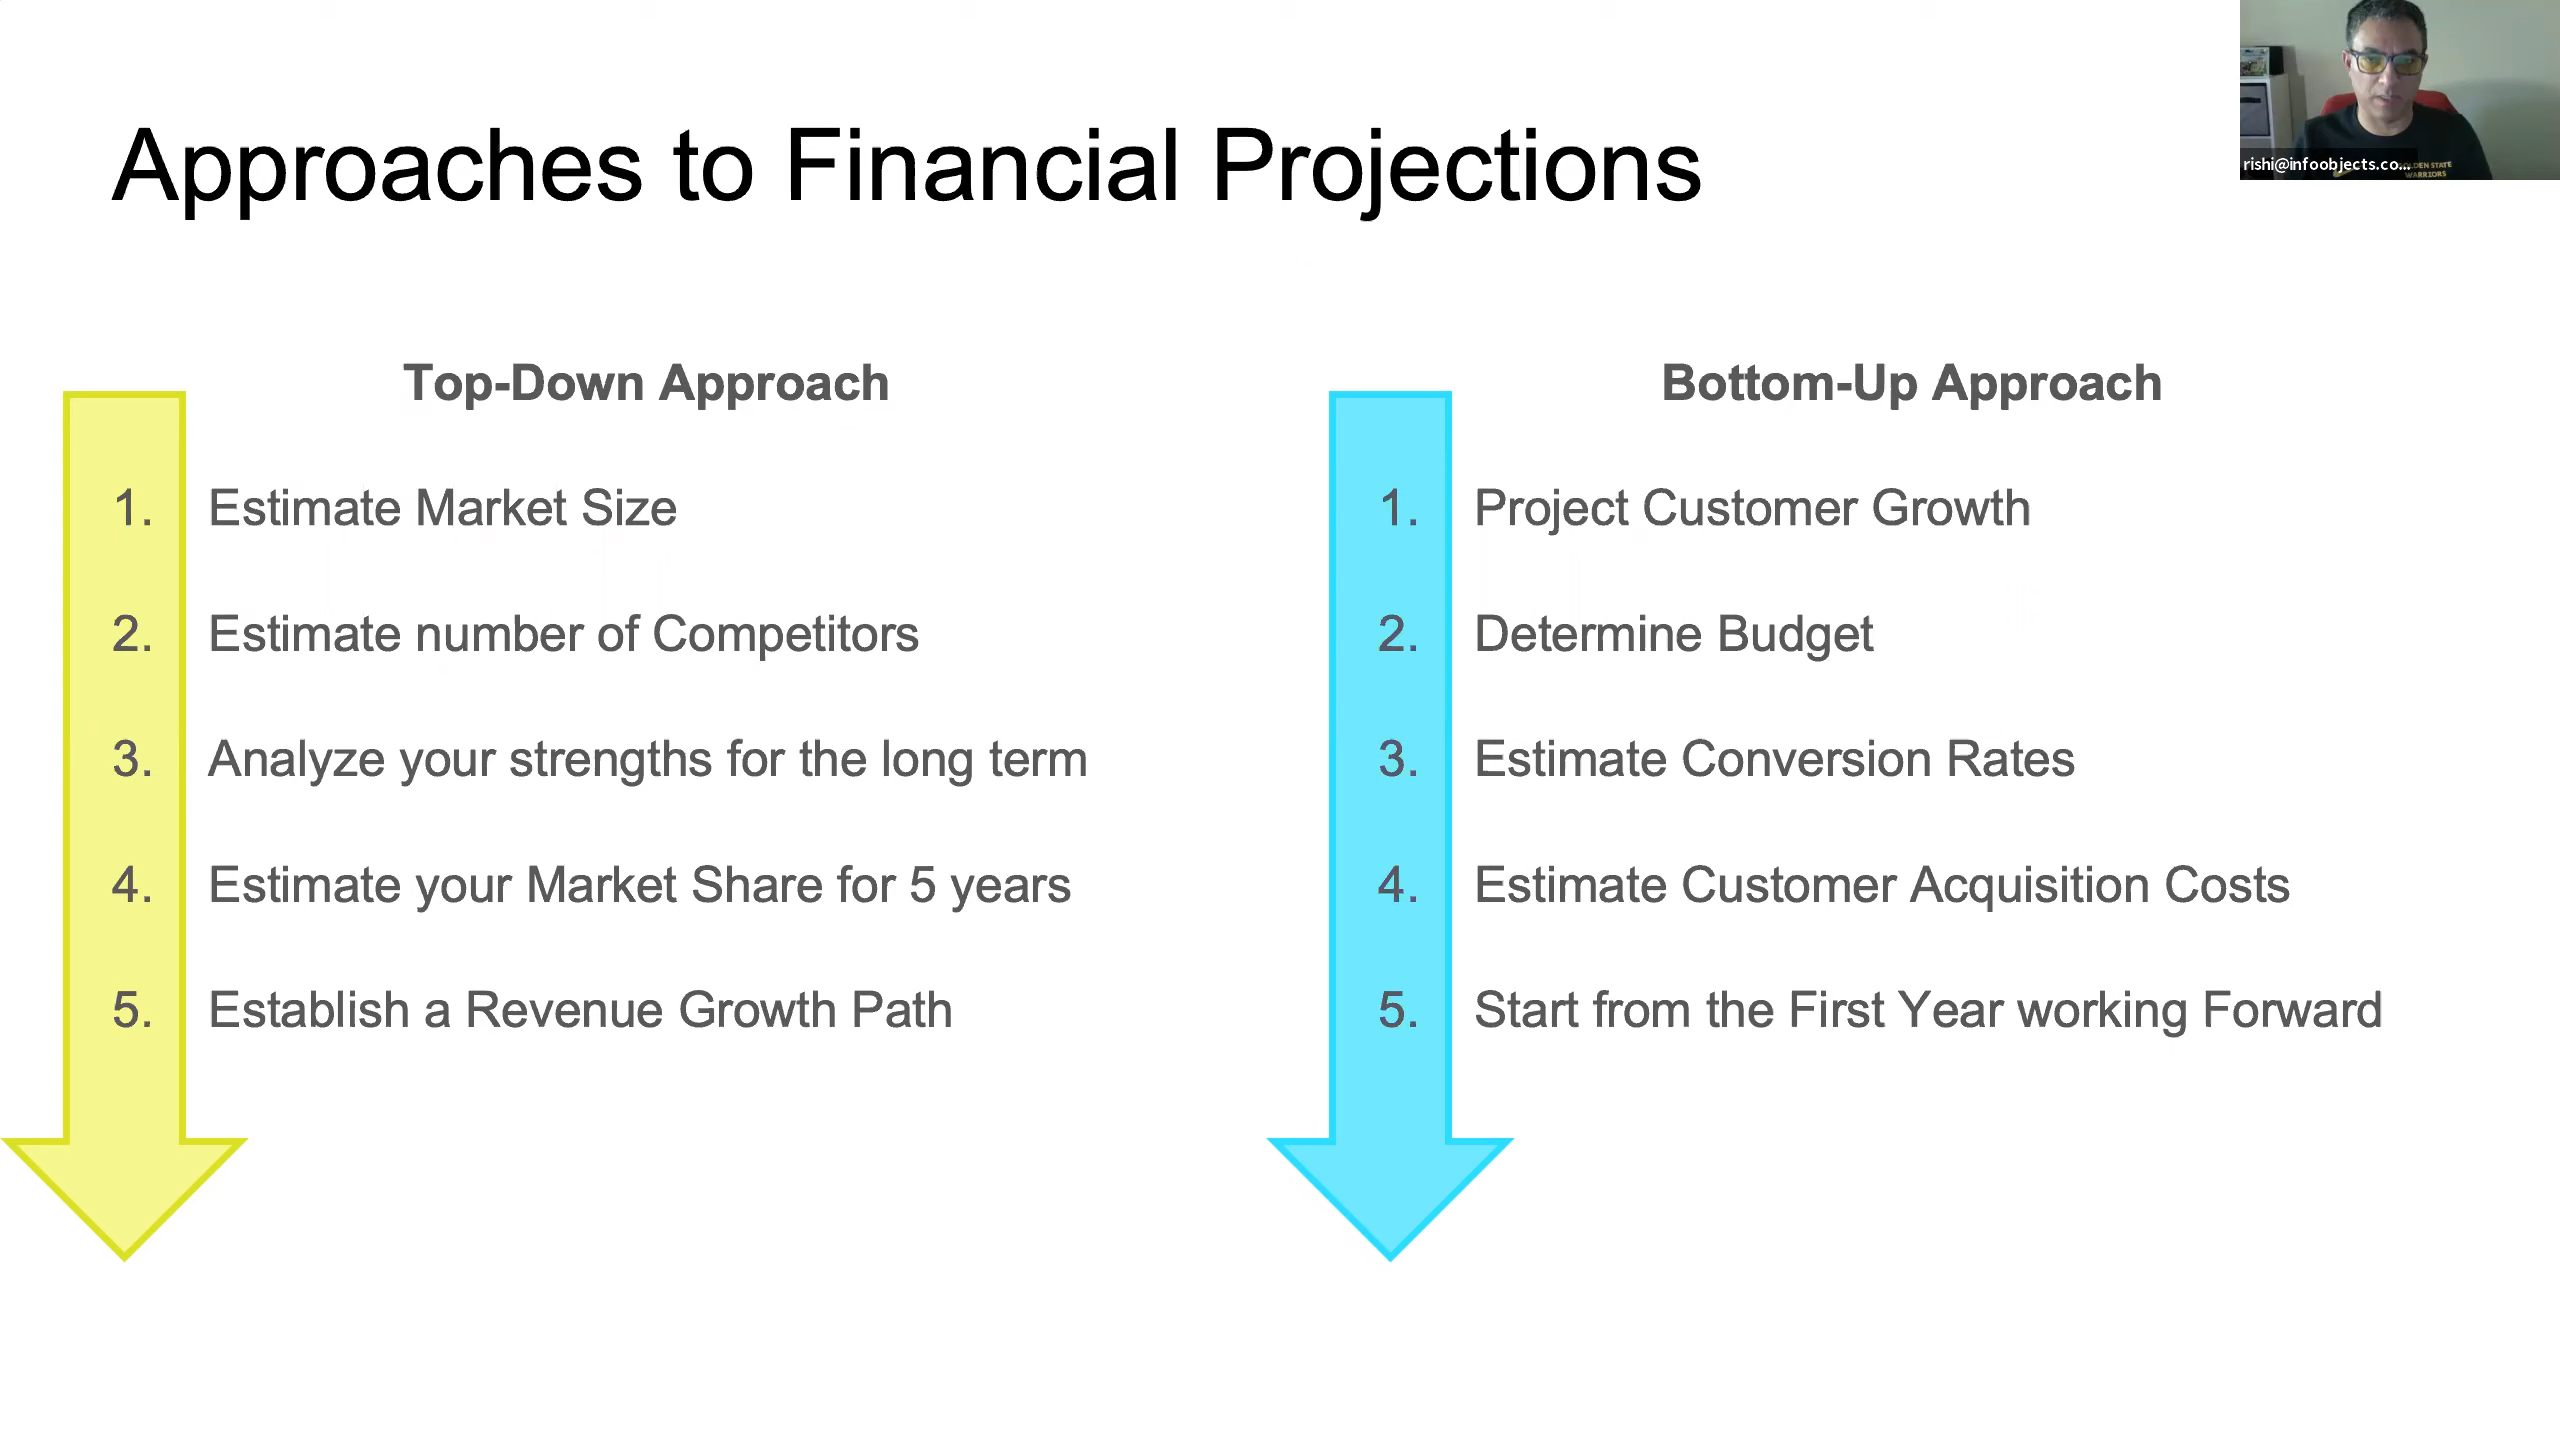 Approaches to Financial Projections
rishi@infoobjects.co...
WARRIORS
Top-Down Approach
1. Estimate Market Size
2. Estimate number of Competitors
3. Analyze your strengths for the long term
4. Estimate your Market Share for 5 years
5. Establish a Revenue Growth Path
Bottom-Up Approach
1. Project Customer Growth
2. Determine Budget
3. Estimate Conversion Rates
4. Estimate Customer Acquisition Costs
5. Start from the First Year working Forward